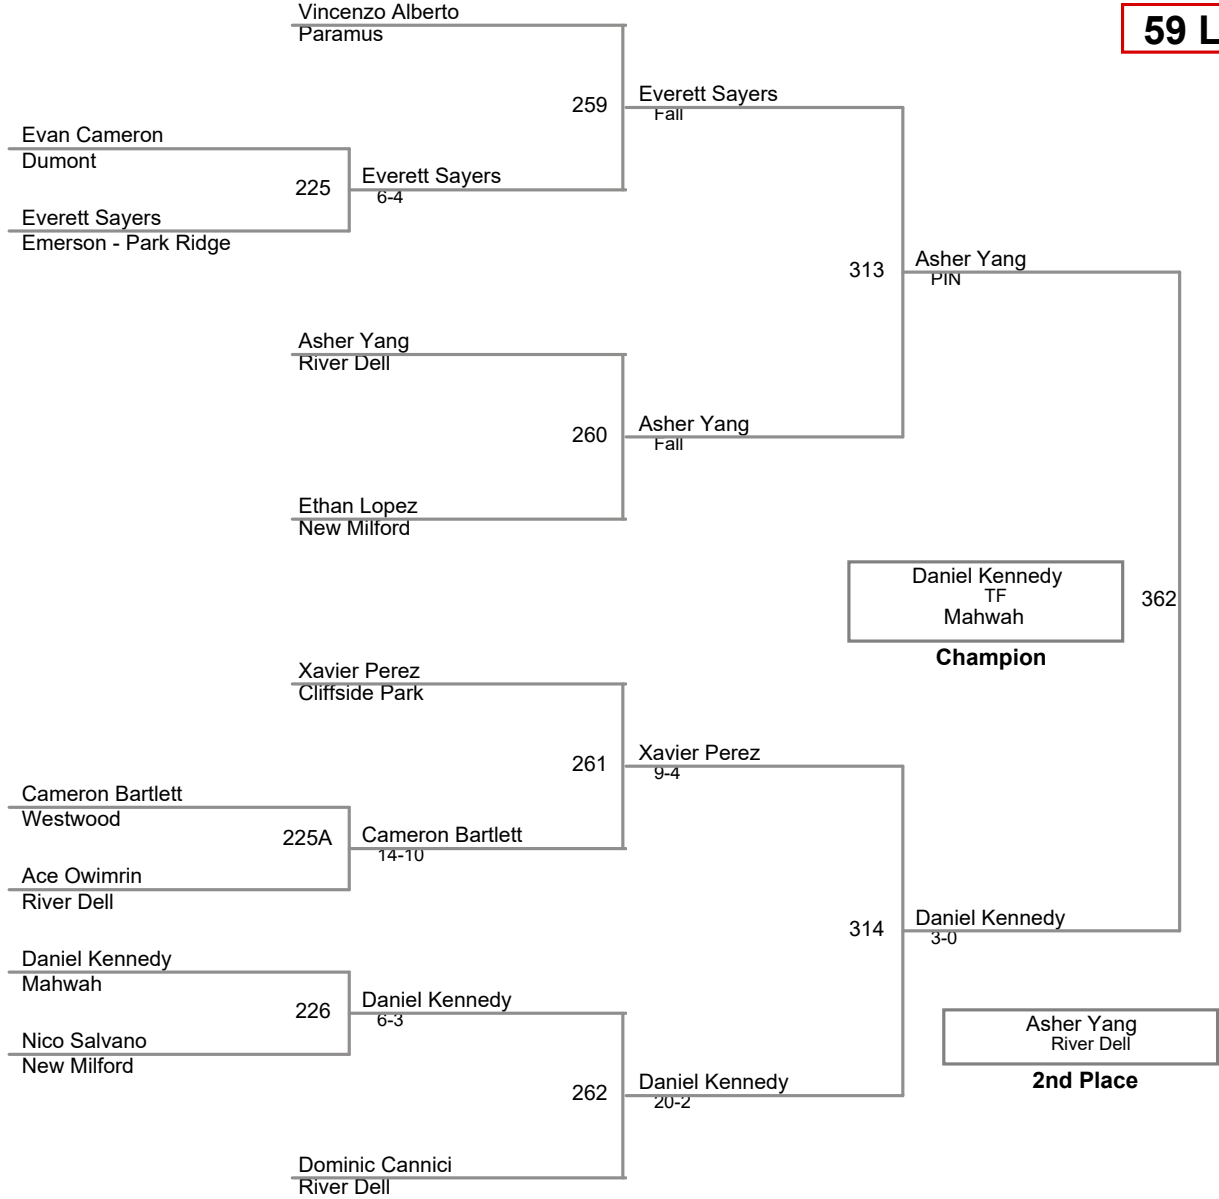 Vincenzo Alberto
Paramus
59 L
259
Everett Sayers
Fall
Evan Cameron
Dumont
225
Everett Sayers
6-4
Everett Sayers
Emerson - Park Ridge
313
Asher Yang
PIN
Asher Yang
River Dell
260
Asher Yang
Fall
Ethan Lopez
New Milford
Daniel Kennedy
TF
Mahwah
362
Champion
Xavier Perez
Cliffside Park
261
Xavier Perez
9-4
Cameron Bartlett
Westwood
225A
Cameron Bartlett
14-10
Ace Owimrin
River Dell
314
Daniel Kennedy
3-0
Daniel Kennedy
Mahwah
226
Daniel Kennedy
6-3
Nico Salvano
New Milford
Asher Yang
River Dell
2nd Place
262
Daniel Kennedy
20-2
Dominic Cannici
River Dell